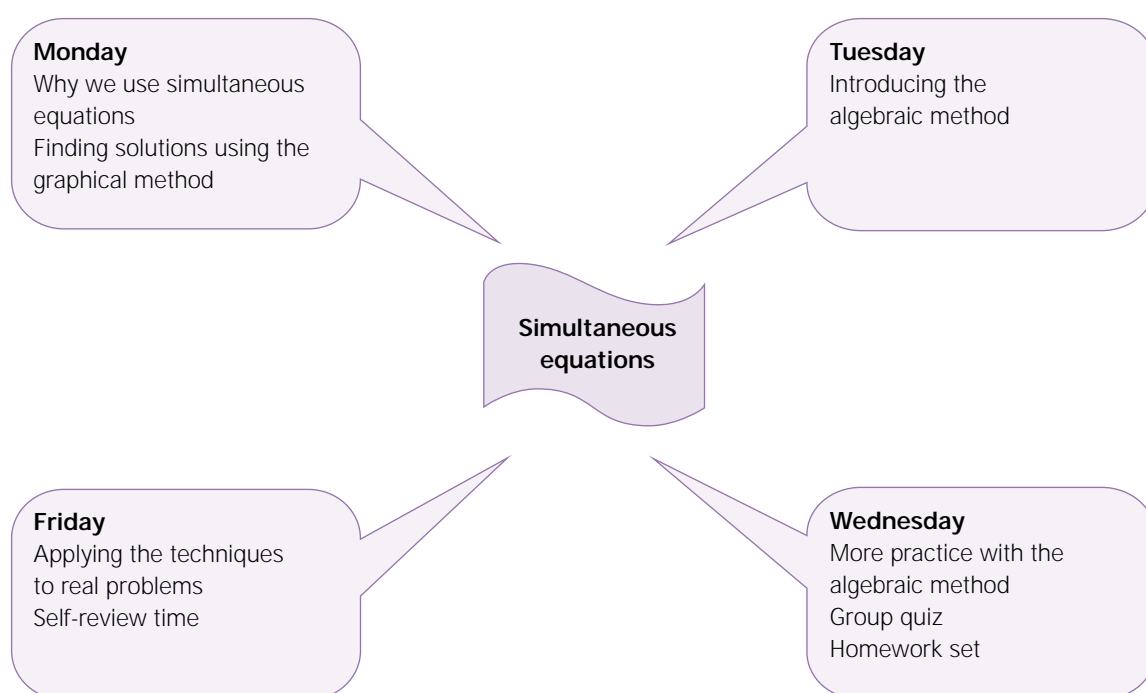 Monday
Why we use simultaneous
equations
Finding solutions using the
graphical method
Tuesday
Introducing the
algebraic method
Simultaneous
equations
Friday
Applying the techniques
to real problems
Self-review time
Wednesday
More practice with the
algebraic method
Group quiz
Homework set